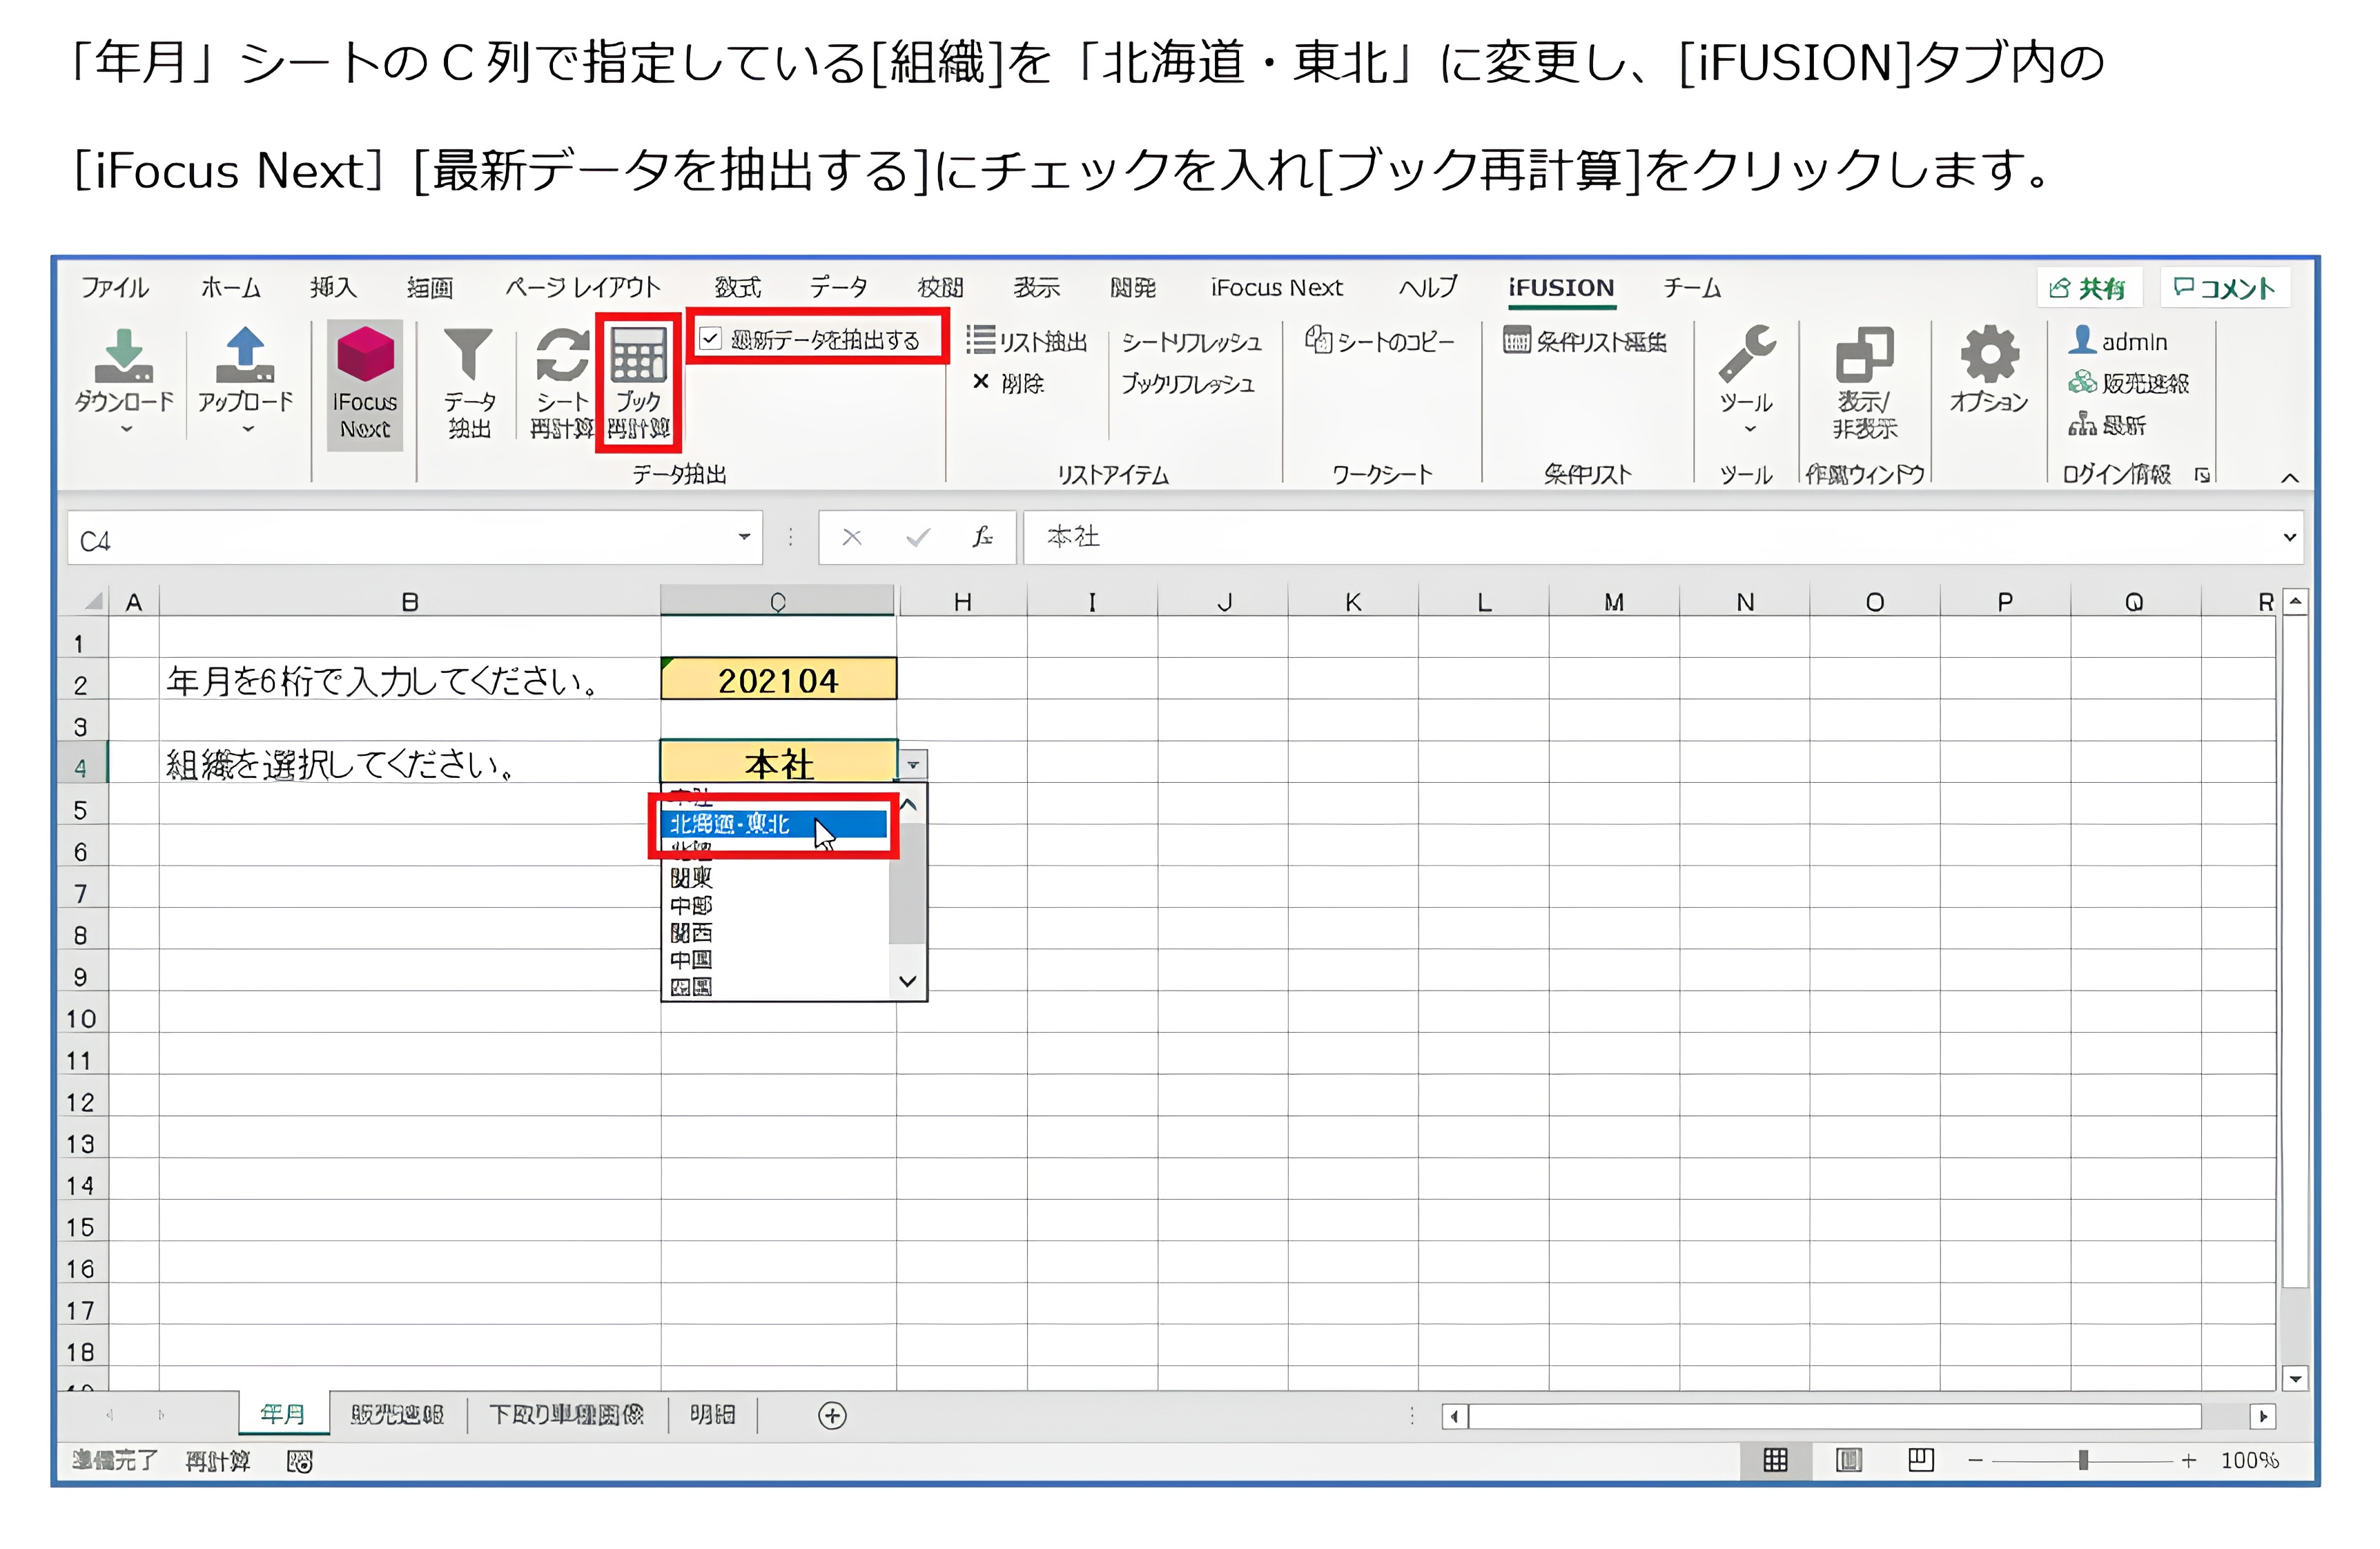 「年月」シートの C 列で指定している[組織]を「北海道・東北」に変更し、[iFUSION]タブ内の
[iFocus Next] [最新データを抽出する]にチェックを入れ[ブック再計算]をクリックします。
ファイル ホーム 挿入 描画 ページ レイアウト 数式 データ 校閲 表示 開発 iFocus Next ヘルプ iFUSION チーム 共有 コメント
ダウンロード アップロード iFocus Next データ 抽出 シート 再計算 ブック 再計算
最新データを抽出する
リスト抽出
削除
シートリフレッシュ
ブックリフレッシュ
シートのコピー
条件リスト編集
ツール 表示/ 非表示 オプション
admin
販売速報
最新
データ抽出 リストアイテム ワークシート 条件リスト ツール 作業ウィンドウ ログイン情報
C4 fx 本社
A B C H I J K L M N O P Q R
1
2 年月を6桁で入力してください。 202104
3
4 組織を選択してください。 本社
5 本社
北海道・東北
6 北陸
関東
7 中部
8 関西
中国
9 四国
10
11
12
13
14
15
16
17
18
19
年月 販売速報 下取り車種画像 明細
準備完了 再計算 100%